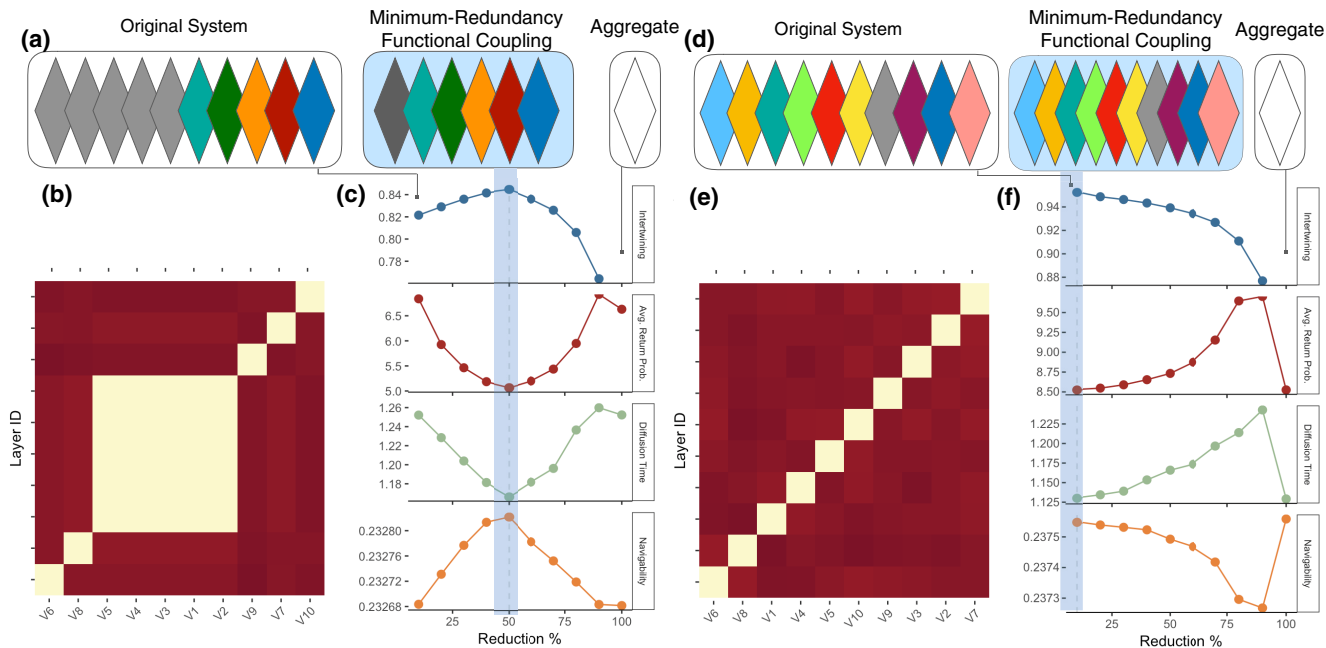 (a)
Original System
Minimum-Redundancy
Functional Coupling
Aggregate
(d)
Original System
Minimum-Redundancy
Functional Coupling
Aggregate
(b)
Layer ID
V6 V8 V5 V4 V3 V1 V2 V9 V7 V10
(c)
0.84
0.82
0.80
0.78
Intertwining
6.5
6.0
5.5
5.0
Avg. Return
Prob.
1.26
1.24
1.22
1.20
1.18
Diffusion Time
0.23280
0.23276
0.23272
0.23268
Navigability
25 50 75 100
Reduction %
(e)
Layer ID
V6 V8 V1 V4 V5 V10 V9 V3 V2 V7
(f)
0.94
0.92
0.90
0.88
Intertwining
9.50
9.25
9.00
8.75
8.50
Avg. Return
Prob.
1.225
1.200
1.175
1.150
1.125
Diffusion Time
0.2375
0.2374
0.2373
Navigability
25 50 75 100
Reduction %